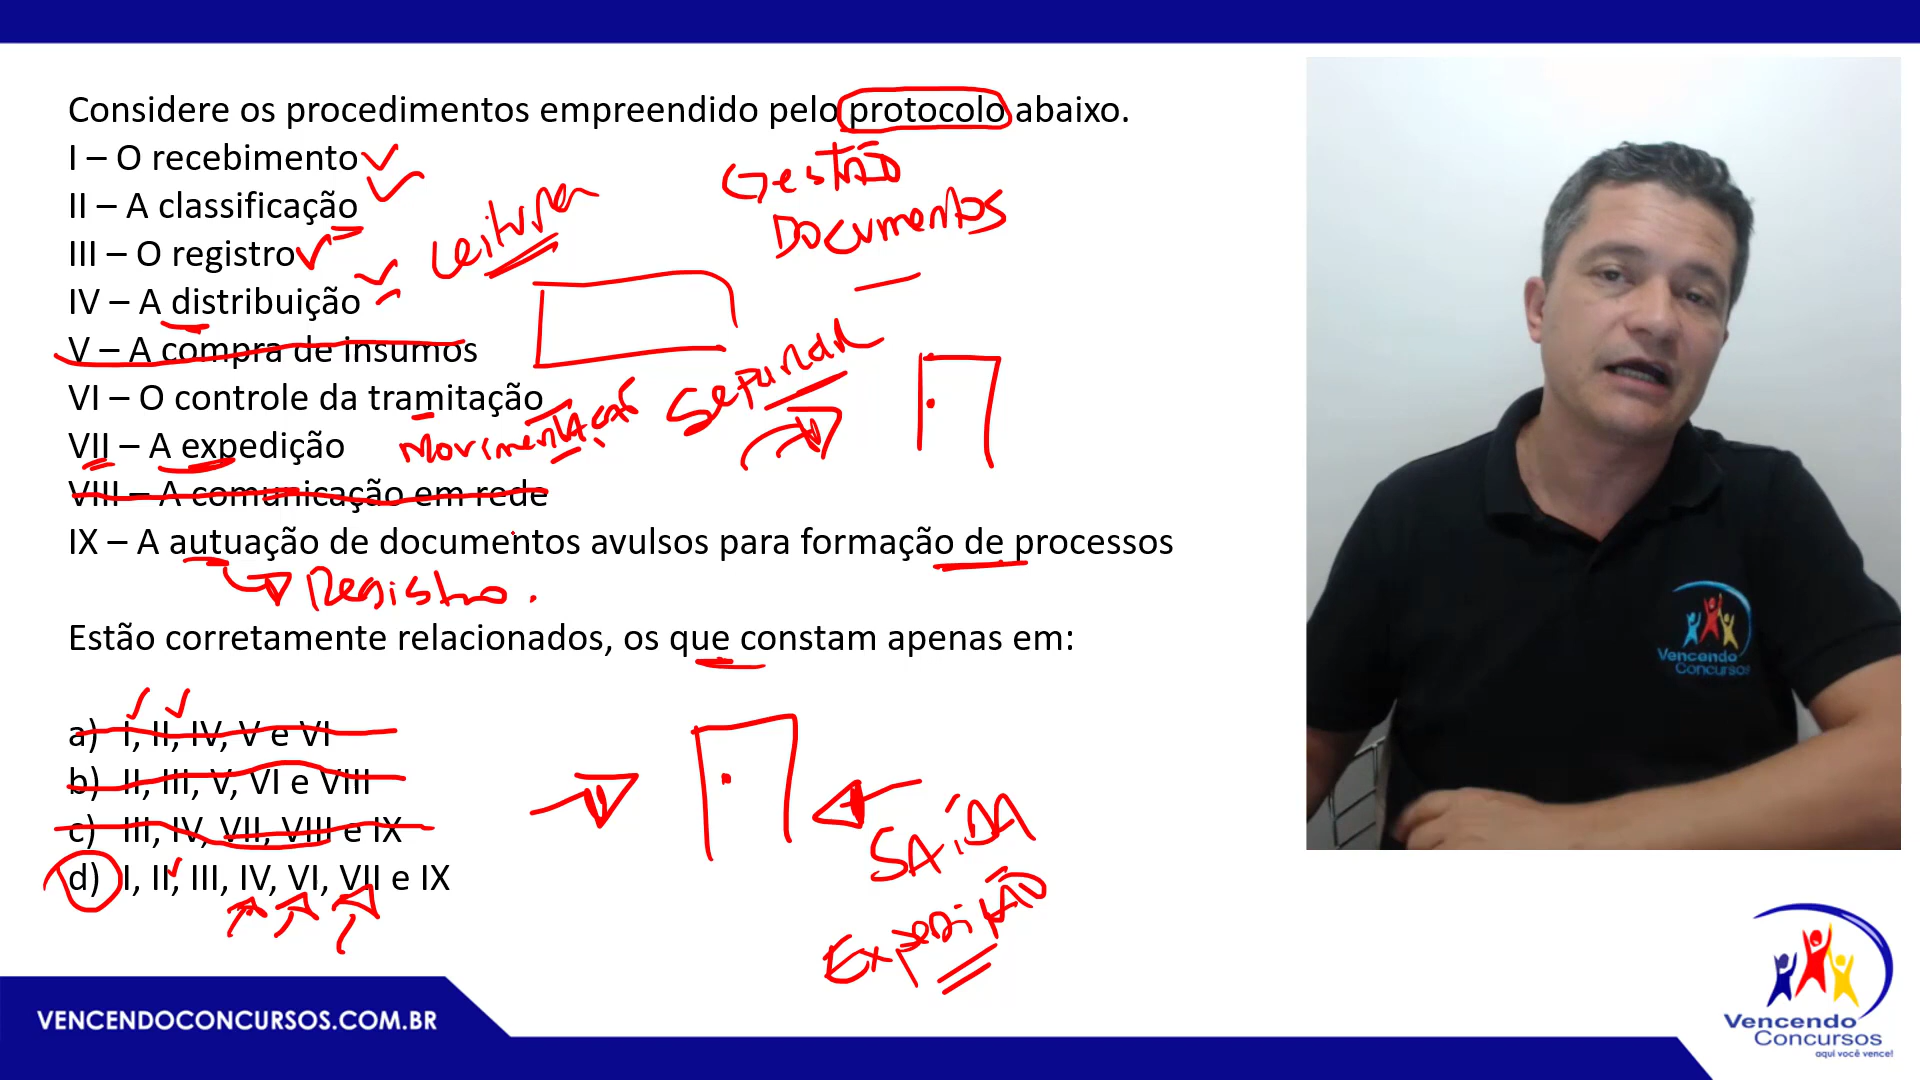 Considere os procedimentos empreendido pelo protocolo abaixo.
I – O recebimento
II – A classificação
III – O registro
IV – A distribuição
V – A compra de insumos
VI – O controle da tramitação
VII – A expedição
VIII – A comunicação em rede
IX – A autuação de documentos avulsos para formação de processos
Gestão
Documentos
Leitura
Separar
Movimentação
Registro.
Estão corretamente relacionados, os que constam apenas em:
a) I, II, IV, V e VI
b) II, III, V, VI e VIII
c) III, IV, VII, VIII e IX
d) I, II, III, IV, VI, VII e IX
SAÍDA
Expedição
Vencendo
Concursos
VENCENDOCONCURSOS.COM.BR
Vencendo
Concursos
aqui você vence!